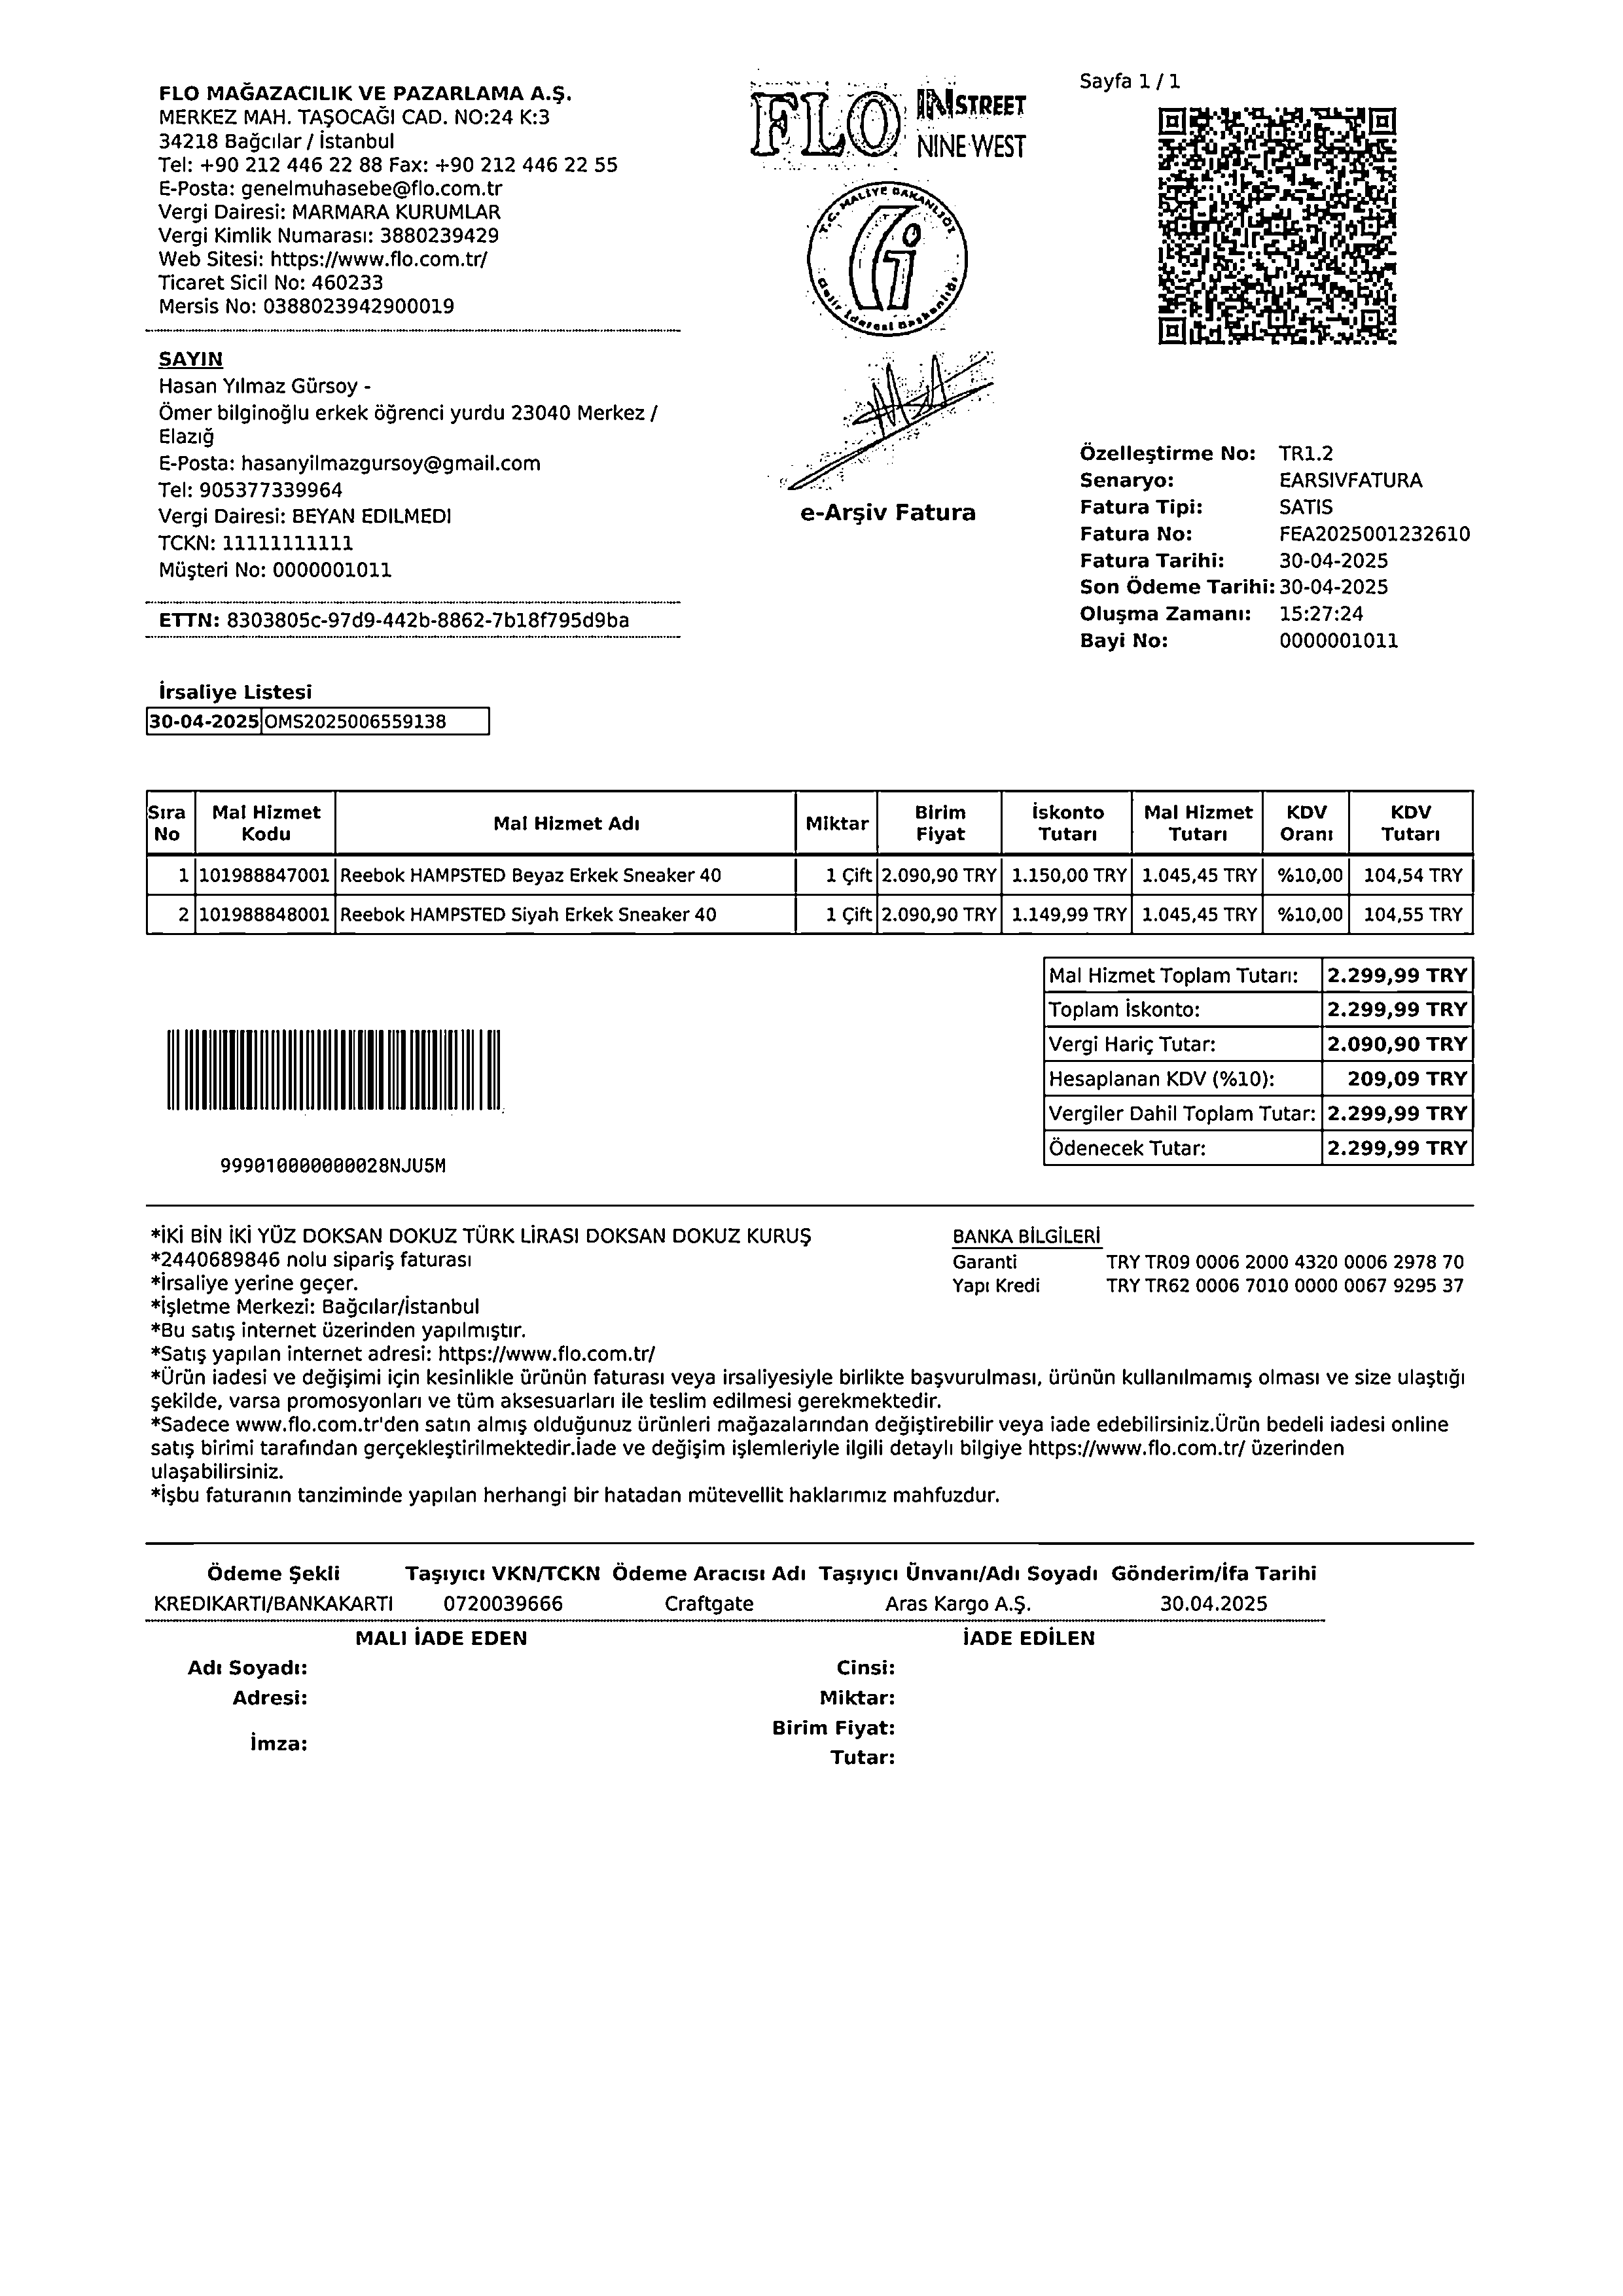 FLO MAĞAZACILIK VE PAZARLAMA A.Ş.
MERKEZ MAH. TAŞOCAĞI CAD. NO:24 K:3
34218 Bağcılar / İstanbul
Tel: +90 212 446 22 88 Fax: +90 212 446 22 55
E-Posta: genelmuhasebe@flo.com.tr
Vergi Dairesi: MARMARA KURUMLAR
Vergi Kimlik Numarası: 3880239429
Web Sitesi: https://www.flo.com.tr/
Ticaret Sicil No: 460233
Mersis No: 0388023942900019
FLO INSTREET
NINE WEST
T.C. MALİYE BAKANLIĞI
Gelir İdaresi Başkanlığı
e-Arşiv Fatura
Sayfa 1 / 1
SAYIN
Hasan Yılmaz Gürsoy -
Ömer bilginoğlu erkek öğrenci yurdu 23040 Merkez /
Elazığ
E-Posta: hasanyilmazgursoy@gmail.com
Tel: 905377339964
Vergi Dairesi: BEYAN EDILMEDI
TCKN: 11111111111
Müşteri No: 0000001011
ETTN: 8303805c-97d9-442b-8862-7b18f795d9ba
Özelleştirme No: TR1.2
Senaryo: EARSIVFATURA
Fatura Tipi: SATIS
Fatura No: FEA2025001232610
Fatura Tarihi: 30-04-2025
Son Ödeme Tarihi: 30-04-2025
Oluşma Zamanı: 15:27:24
Bayi No: 0000001011
İrsaliye Listesi
30-04-2025 OMS2025006559138
Sıra No Mal Hizmet Kodu Mal Hizmet Adı Miktar Birim Fiyat İskonto Tutarı Mal Hizmet Tutarı KDV Oranı KDV Tutarı
1 101988847001 Reebok HAMPSTED Beyaz Erkek Sneaker 40 1 Çift 2.090,90 TRY 1.150,00 TRY 1.045,45 TRY %10,00 104,54 TRY
2 101988848001 Reebok HAMPSTED Siyah Erkek Sneaker 40 1 Çift 2.090,90 TRY 1.149,99 TRY 1.045,45 TRY %10,00 104,55 TRY
Mal Hizmet Toplam Tutarı: 2.299,99 TRY
Toplam İskonto: 2.299,99 TRY
Vergi Hariç Tutar: 2.090,90 TRY
Hesaplanan KDV (%10): 209,09 TRY
Vergiler Dahil Toplam Tutar: 2.299,99 TRY
Ödenecek Tutar: 2.299,99 TRY
999010000000028NJU5M
*İKİ BİN İKİ YÜZ DOKSAN DOKUZ TÜRK LİRASI DOKSAN DOKUZ KURUŞ
*2440689846 nolu sipariş faturası
*İrsaliye yerine geçer.
*İşletme Merkezi: Bağcılar/İstanbul
*Bu satış internet üzerinden yapılmıştır.
*Satış yapılan internet adresi: https://www.flo.com.tr/
*Ürün iadesi ve değişimi için kesinlikle ürünün faturası veya irsaliyesiyle birlikte başvurulması, ürünün kullanılmamış olması ve size ulaştığı
şekilde, varsa promosyonları ve tüm aksesuarları ile teslim edilmesi gerekmektedir.
*Sadece www.flo.com.tr'den satın almış olduğunuz ürünleri mağazalarından değiştirebilir veya iade edebilirsiniz.Ürün bedeli iadesi online
satış birimi tarafından gerçekleştirilmektedir.İade ve değişim işlemleriyle ilgili detaylı bilgiye https://www.flo.com.tr/ üzerinden
ulaşabilirsiniz.
*İşbu faturanın tanziminde yapılan herhangi bir hatadan mütevellit haklarımız mahfuzdur.
BANKA BİLGİLERİ
Garanti TRY TR09 0006 2000 4320 0006 2978 70
Yapı Kredi TRY TR62 0006 7010 0000 0067 9295 37
Ödeme Şekli Taşıyıcı VKN/TCKN Ödeme Aracısı Adı Taşıyıcı Ünvanı/Adı Soyadı Gönderim/İfa Tarihi
KREDIKARTI/BANKAKARTI 0720039666 Craftgate Aras Kargo A.Ş. 30.04.2025
MALI İADE EDEN İADE EDİLEN
Adı Soyadı: Cinsi:
Adresi: Miktar:
Birim Fiyat:
İmza:
Tutar: